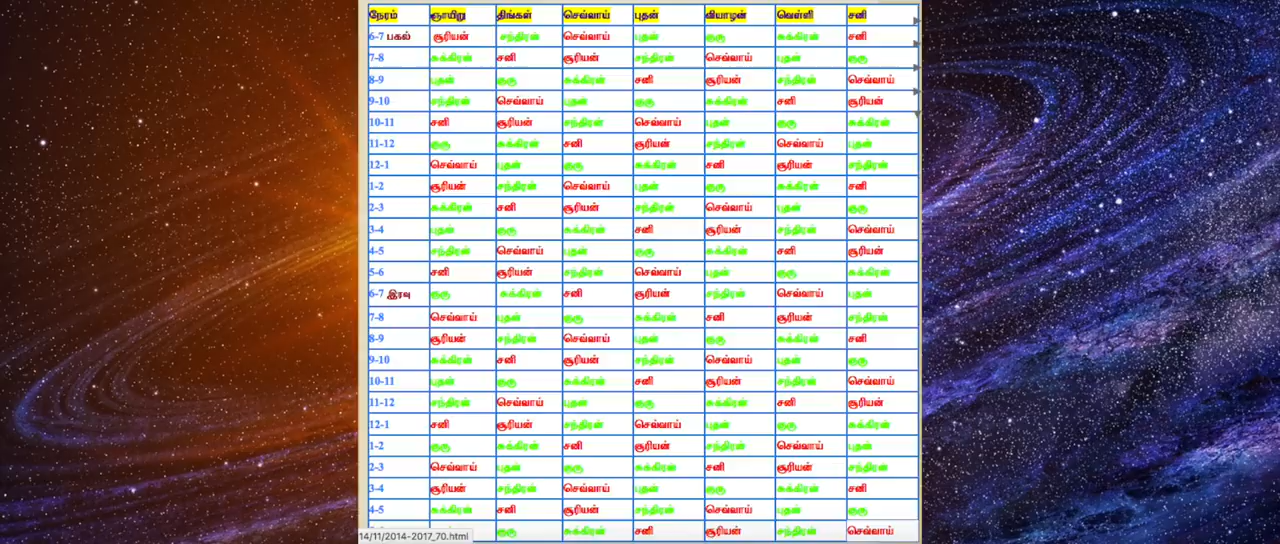 நேரம் ஞாயிறு திங்கள் செவ்வாய் புதன் வியாழன் வெள்ளி சனி
6-7 பகல் சூரியன் சந்திரன் செவ்வாய் புதன் குரு சுக்கிரன் சனி
7-8 சுக்கிரன் சனி சூரியன் சந்திரன் செவ்வாய் புதன் குரு
8-9 புதன் குரு சுக்கிரன் சனி சூரியன் சந்திரன் செவ்வாய்
9-10 சந்திரன் செவ்வாய் புதன் குரு சுக்கிரன் சனி சூரியன்
10-11 சனி சூரியன் சந்திரன் செவ்வாய் புதன் குரு சுக்கிரன்
11-12 குரு சுக்கிரன் சனி சூரியன் சந்திரன் செவ்வாய் புதன்
12-1 செவ்வாய் புதன் குரு சுக்கிரன் சனி சூரியன் சந்திரன்
1-2 சூரியன் சந்திரன் செவ்வாய் புதன் குரு சுக்கிரன் சனி
2-3 சுக்கிரன் சனி சூரியன் சந்திரன் செவ்வாய் புதன் குரு
3-4 புதன் குரு சுக்கிரன் சனி சூரியன் சந்திரன் செவ்வாய்
4-5 சந்திரன் செவ்வாய் புதன் குரு சுக்கிரன் சனி சூரியன்
5-6 சனி சூரியன் சந்திரன் செவ்வாய் புதன் குரு சுக்கிரன்
6-7 இரவு குரு சுக்கிரன் சனி சூரியன் சந்திரன் செவ்வாய் புதன்
7-8 செவ்வாய் புதன் குரு சுக்கிரன் சனி சூரியன் சந்திரன்
8-9 சூரியன் சந்திரன் செவ்வாய் புதன் குரு சுக்கிரன் சனி
9-10 சுக்கிரன் சனி சூரியன் சந்திரன் செவ்வாய் புதன் குரு
10-11 புதன் குரு சுக்கிரன் சனி சூரியன் சந்திரன் செவ்வாய்
11-12 சந்திரன் செவ்வாய் புதன் குரு சுக்கிரன் சனி சூரியன்
12-1 சனி சூரியன் சந்திரன் செவ்வாய் புதன் குரு சுக்கிரன்
1-2 குரு சுக்கிரன் சனி சூரியன் சந்திரன் செவ்வாய் புதன்
2-3 செவ்வாய் புதன் குரு சுக்கிரன் சனி சூரியன் சந்திரன்
3-4 சூரியன் சந்திரன் செவ்வாய் புதன் குரு சுக்கிரன் சனி
4-5 சுக்கிரன் சனி சூரியன் சந்திரன் செவ்வாய் புதன் குரு
குரு சுக்கிரன் சனி சூரியன் சந்திரன் செவ்வாய்
14/11/2014-2017_70.html